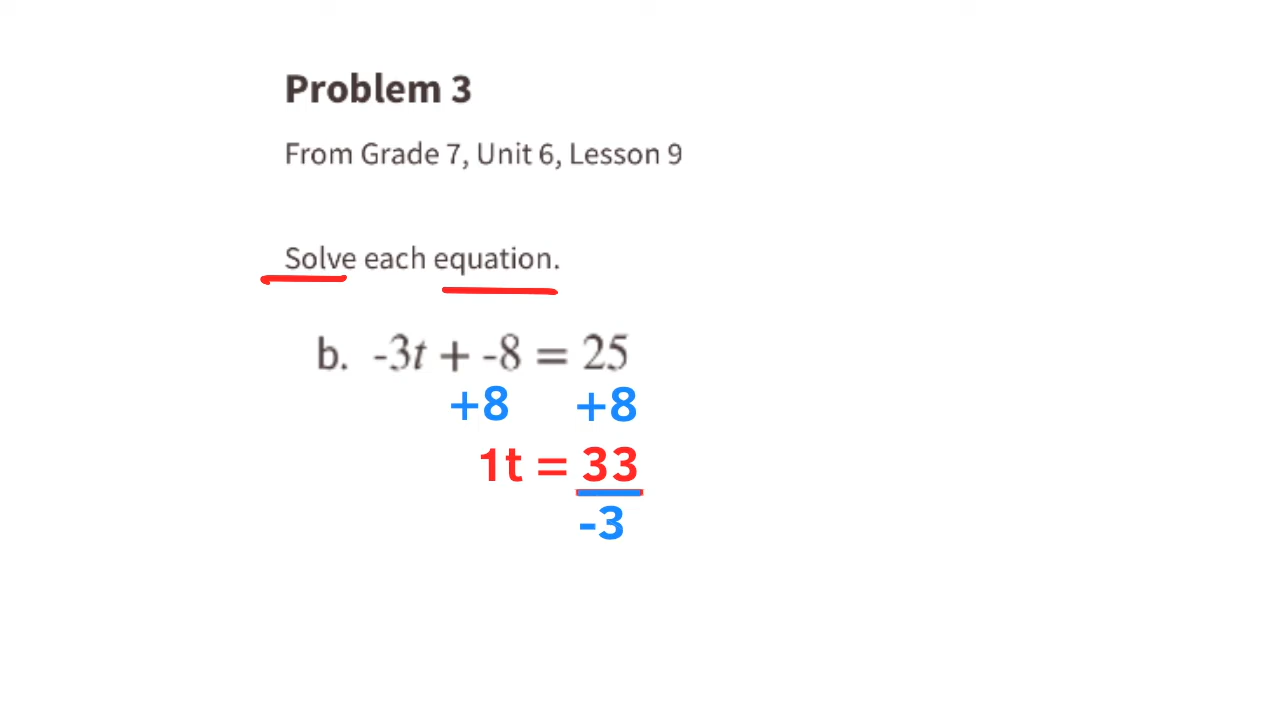 Problem 3
From Grade 7, Unit 6, Lesson 9
Solve each equation.
b. -3t + -8 = 25
+8 +8
1t = 33
-3